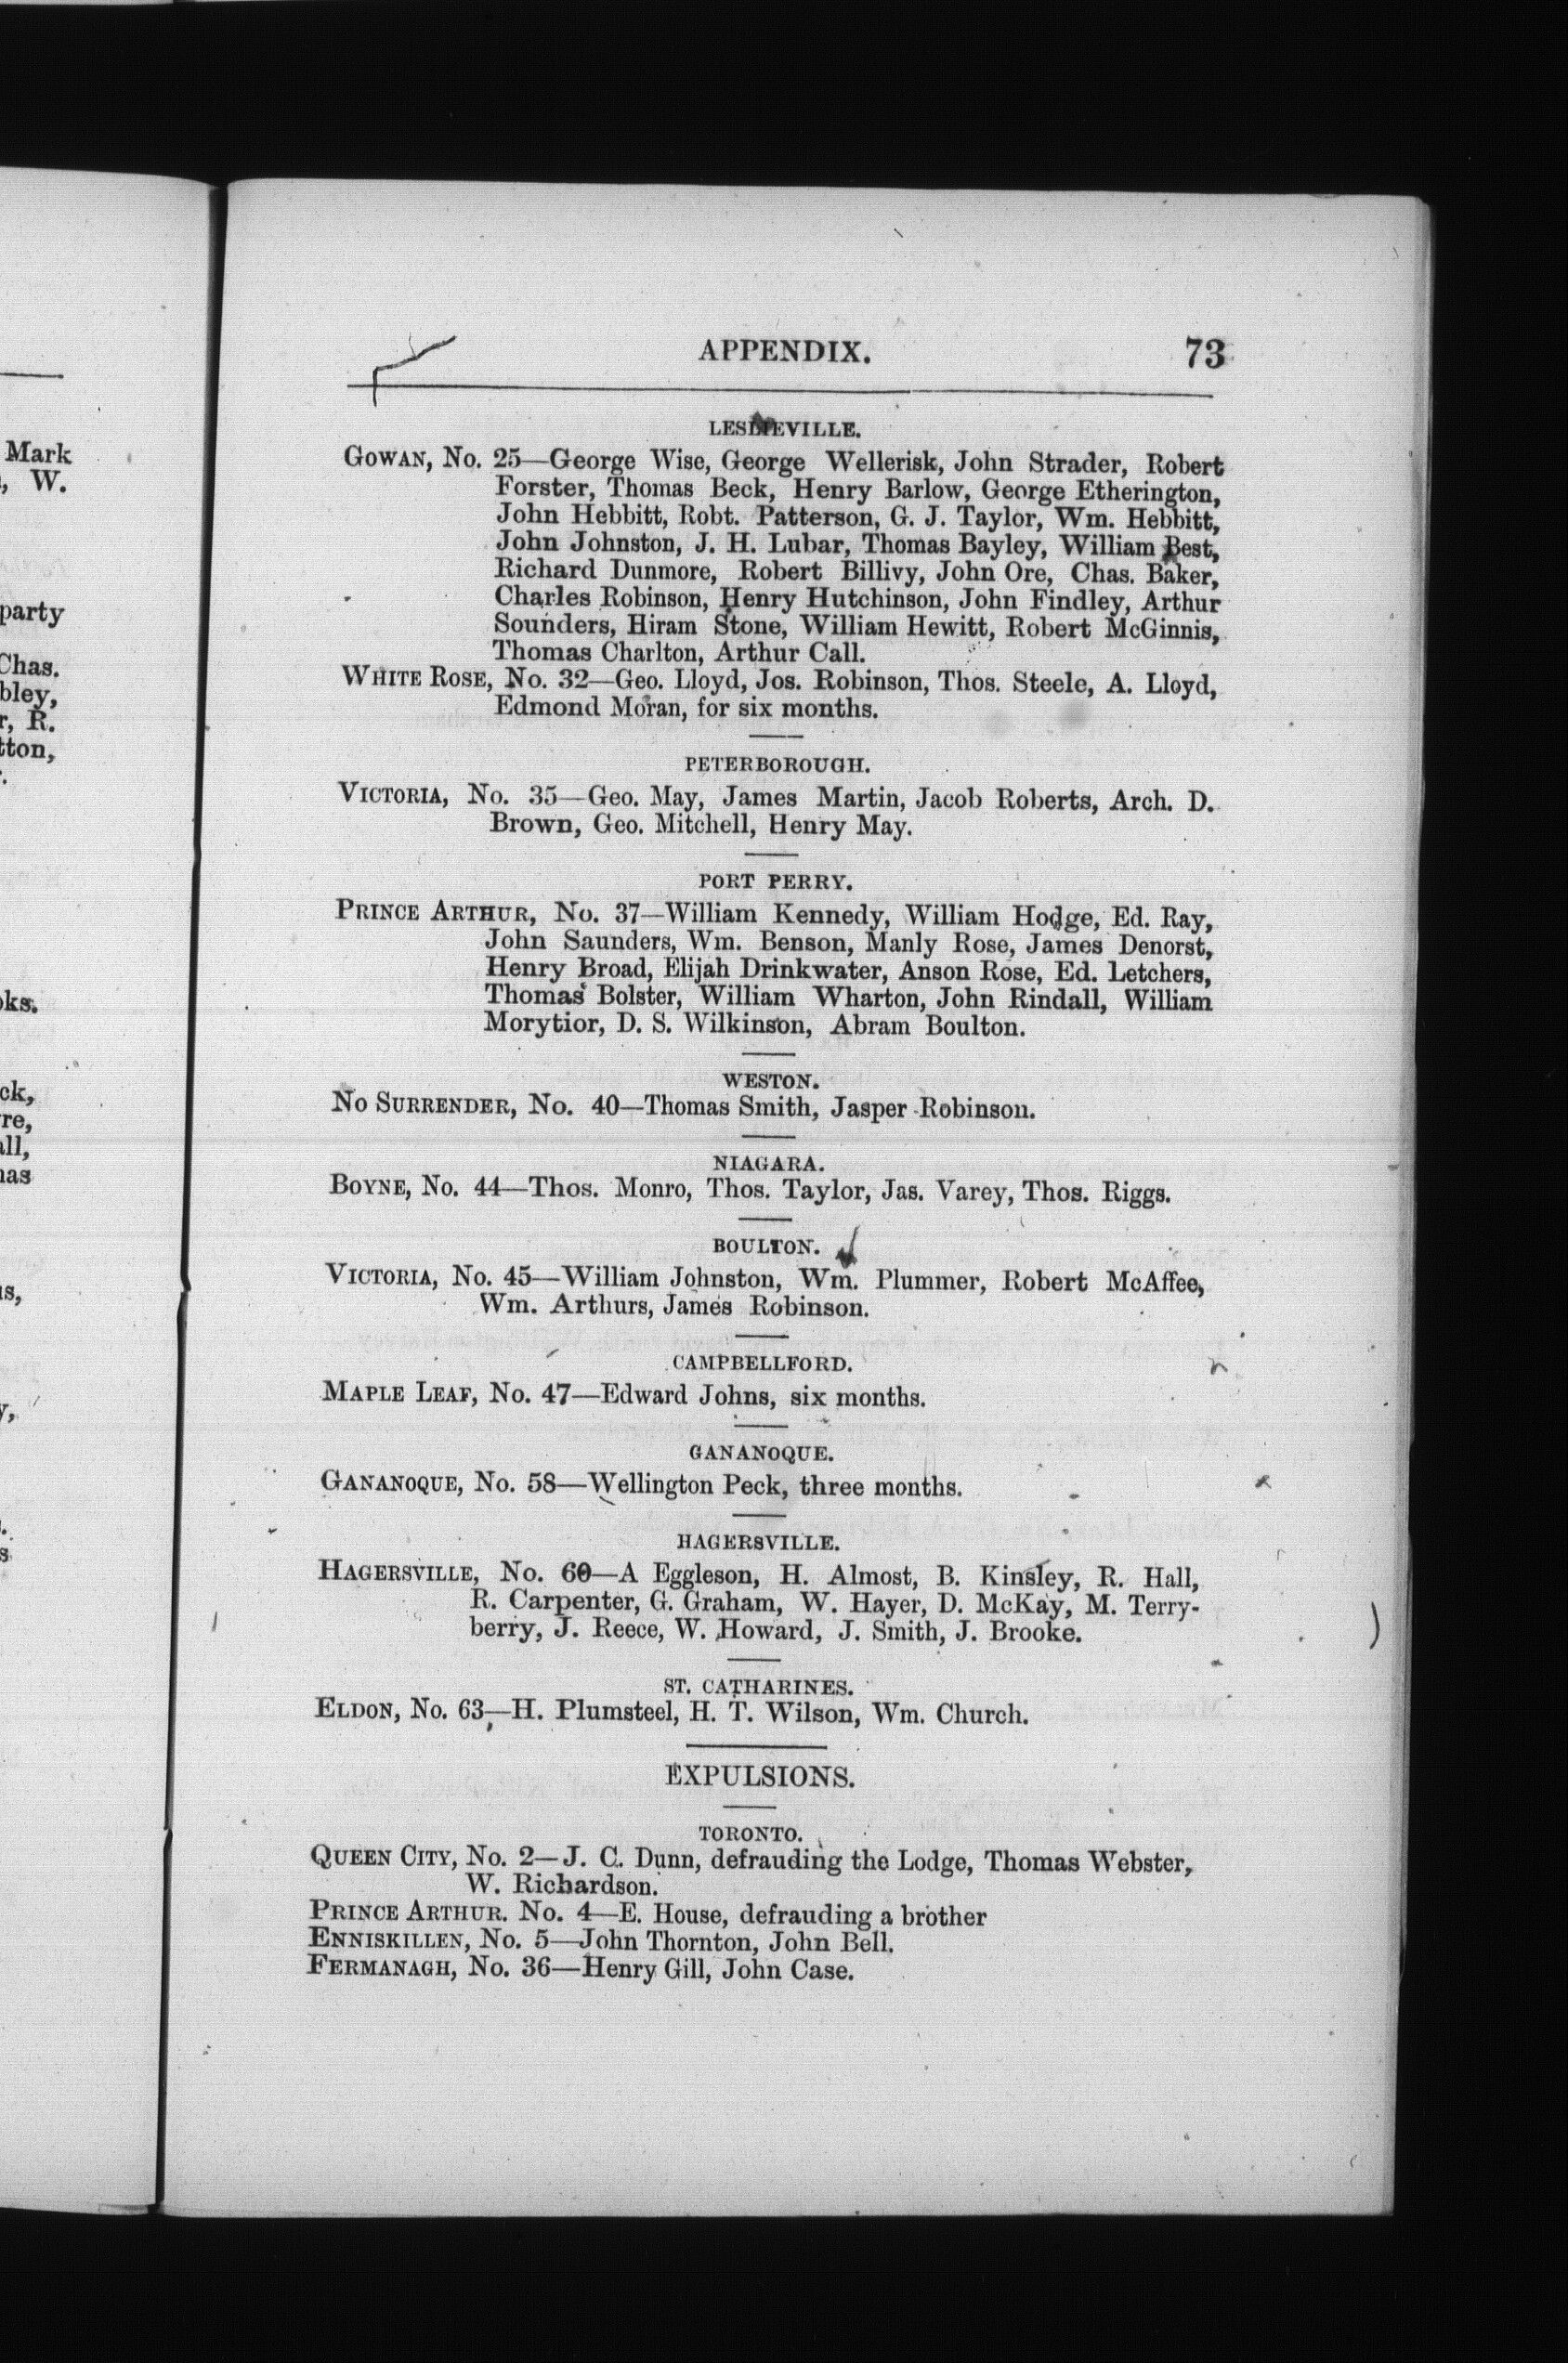 APPENDIX. 73
LESLIEVILLE.
GOWAN, No. 25—George Wise, George Wellerisk, John Strader, Robert
Forster, Thomas Beck, Henry Barlow, George Etherington,
John Hebbitt, Robt. Patterson, G. J. Taylor, Wm. Hebbitt,
John Johnston, J. H. Lubar, Thomas Bayley, William Best,
Richard Dunmore, Robert Billivy, John Ore, Chas. Baker,
Charles Robinson, Henry Hutchinson, John Findley, Arthur
Sounders, Hiram Stone, William Hewitt, Robert McGinnis,
Thomas Charlton, Arthur Call.
WHITE ROSE, No. 32—Geo. Lloyd, Jos. Robinson, Thos. Steele, A. Lloyd,
Edmond Moran, for six months.
PETERBOROUGH.
VICTORIA, No. 35—Geo. May, James Martin, Jacob Roberts, Arch. D.
Brown, Geo. Mitchell, Henry May.
PORT PERRY.
PRINCE ARTHUR, No. 37—William Kennedy, William Hodge, Ed. Ray,
John Saunders, Wm. Benson, Manly Rose, James Denorst,
Henry Broad, Elijah Drinkwater, Anson Rose, Ed. Letchers,
Thomas Bolster, William Wharton, John Rindall, William
Morytior, D. S. Wilkinson, Abram Boulton.
WESTON.
NO SURRENDER, No. 40—Thomas Smith, Jasper Robinson.
NIAGARA.
BOYNE, No. 44—Thos. Monro, Thos. Taylor, Jas. Varey, Thos. Riggs.
BOULTON.
VICTORIA, No. 45—William Johnston, Wm. Plummer, Robert McAffee,
Wm. Arthurs, James Robinson.
CAMPBELLFORD.
MAPLE LEAF, No. 47—Edward Johns, six months.
GANANOQUE.
GANANOQUE, No. 58—Wellington Peck, three months.
HAGERSVILLE.
HAGERSVILLE, No. 60—A Eggleson, H. Almost, B. Kinsley, R. Hall,
R. Carpenter, G. Graham, W. Hayer, D. McKay, M. Terry-
berry, J. Reece, W. Howard, J. Smith, J. Brooke.
ST. CATHARINES.
ELDON, No. 63—H. Plumsteel, H. T. Wilson, Wm. Church.
EXPULSIONS.
TORONTO.
QUEEN CITY, No. 2—J. C. Dunn, defrauding the Lodge, Thomas Webster,
W. Richardson.
PRINCE ARTHUR. No. 4—E. House, defrauding a brother
ENNISKILLEN, No. 5—John Thornton, John Bell.
FERMANAGH, No. 36—Henry Gill, John Case.
Mark
W.
party
Chas.
R.